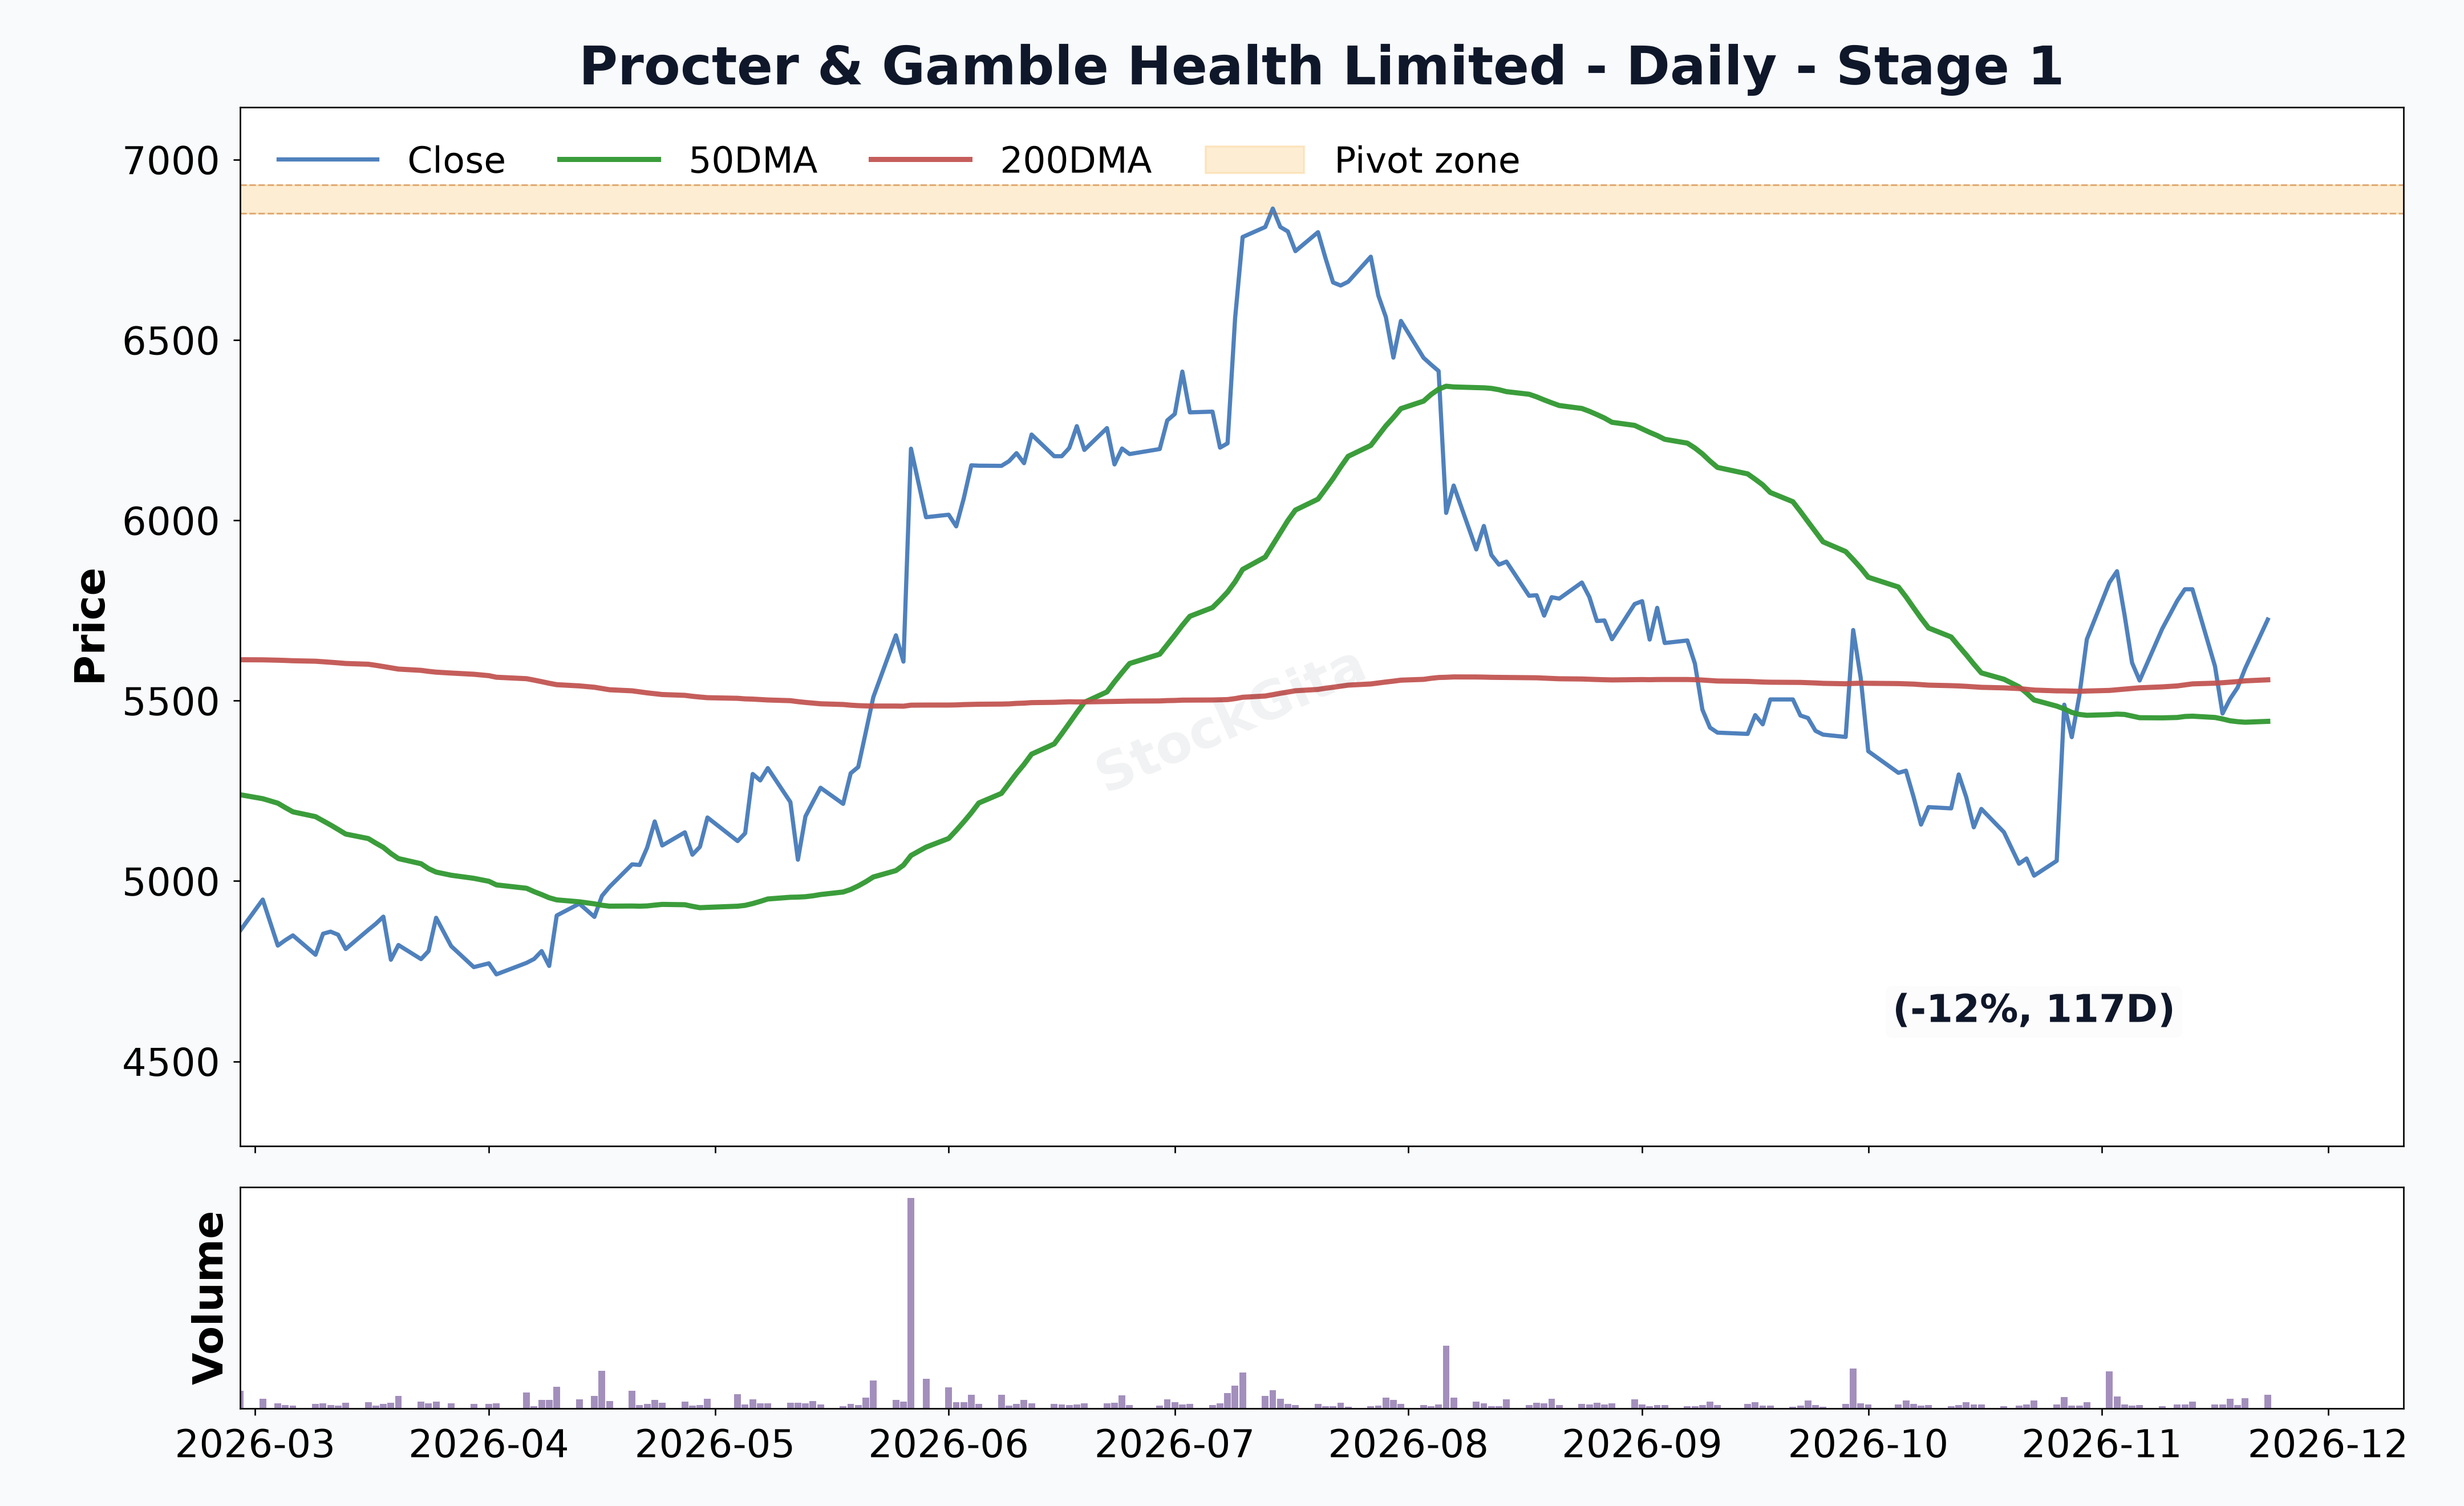 Procter & Gamble Health Limited - Daily - Stage 1
Close 50DMA 200DMA Pivot zone
7000
6500
6000
5500
5000
4500
Price
StockGita
(-12%, 117D)
Volume
2026-03 2026-04 2026-05 2026-06 2026-07 2026-08 2026-09 2026-10 2026-11 2026-12